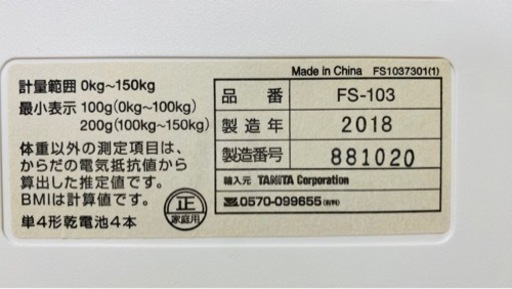 Made in China FS1037301(1)
計量範囲 0kg~150kg
最小表示 100g(0kg~100kg)
200g(100kg~150kg)
体重以外の測定項目は、
からだの電気抵抗値から
算出した推定値です。
BMIは計算値です。
単4形乾電池4本
正
家庭用
品番 FS-103
製造年 2018
製造番号 881020
輸入元 TANITA Corporation
0570-099655(有料)